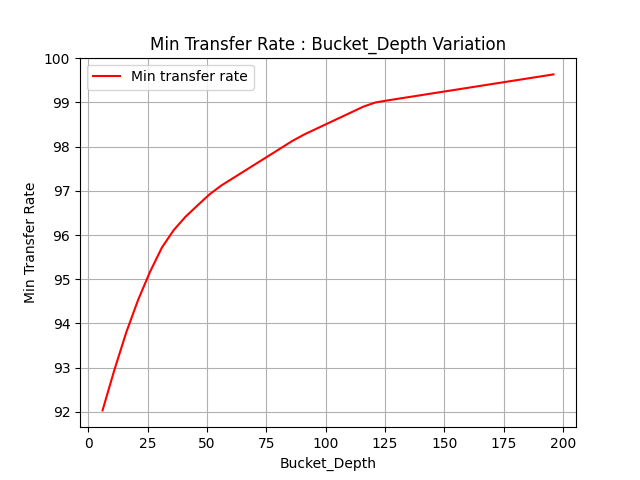 Min Transfer Rate : Bucket_Depth Variation
Min transfer rate
100
99
98
97
96
95
94
93
92
Min Transfer Rate
0 25 50 75 100 125 150 175 200
Bucket_Depth